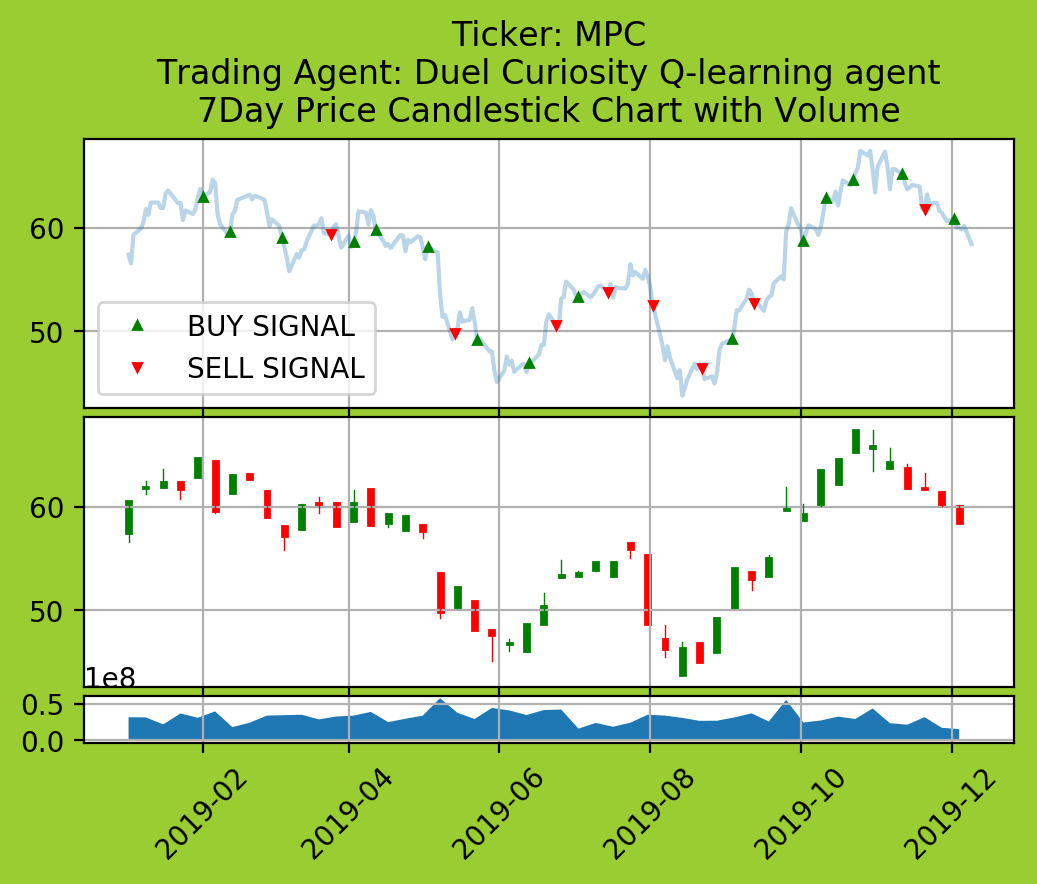 Ticker: MPC
Trading Agent: Duel Curiosity Q-learning agent
7Day Price Candlestick Chart with Volume
60
50
BUY SIGNAL
SELL SIGNAL
60
50
1e8
0.5
0.0
2019-02
2019-04
2019-06
2019-08
2019-10
2019-12